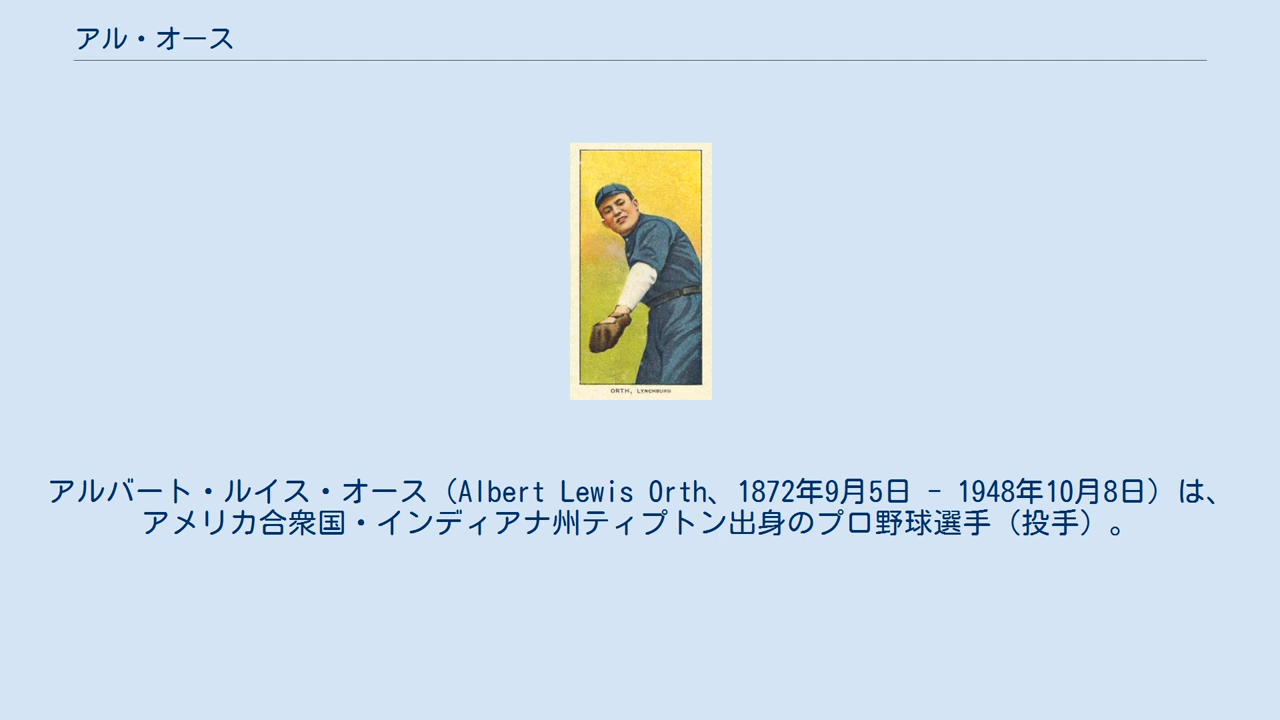 アル・オース
ORTH, LYNCHBURG
アルバート・ルイス・オース（Albert Lewis Orth、1872年9月5日 - 1948年10月8日）は、
アメリカ合衆国・インディアナ州ティプトン出身のプロ野球選手（投手）。